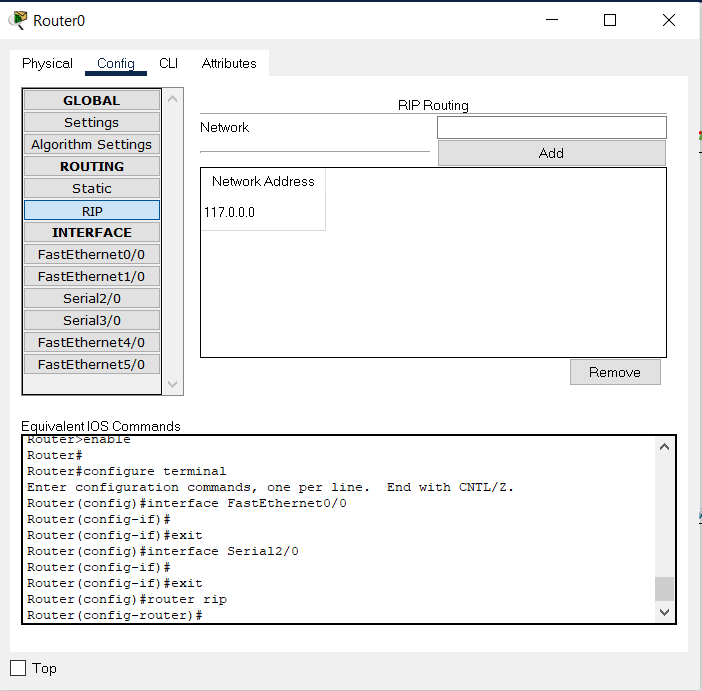 Router0
Physical Config CLI Attributes
GLOBAL
Settings
Algorithm Settings
ROUTING
Static
RIP
INTERFACE
FastEthernet0/0
FastEthernet1/0
Serial2/0
Serial3/0
FastEthernet4/0
FastEthernet5/0
RIP Routing
Network
Add
Network Address
117.0.0.0
Remove
Equivalent IOS Commands
Router>enable
Router#
Router#configure terminal
Enter configuration commands, one per line.  End with CNTL/Z.
Router(config)#interface FastEthernet0/0
Router(config-if)#
Router(config-if)#exit
Router(config)#interface Serial2/0
Router(config-if)#
Router(config-if)#exit
Router(config)#router rip
Router(config-router)#
Top